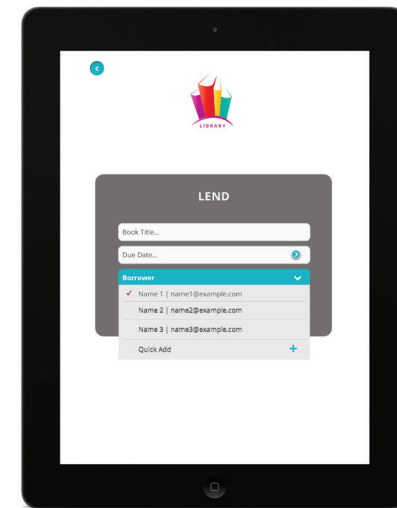 LIBRARY
LEND
Book Title...
Due Date...
Borrower
Name 1 | name1@example.com
Name 2 | name2@example.com
Name 3 | name3@example.com
Quick Add